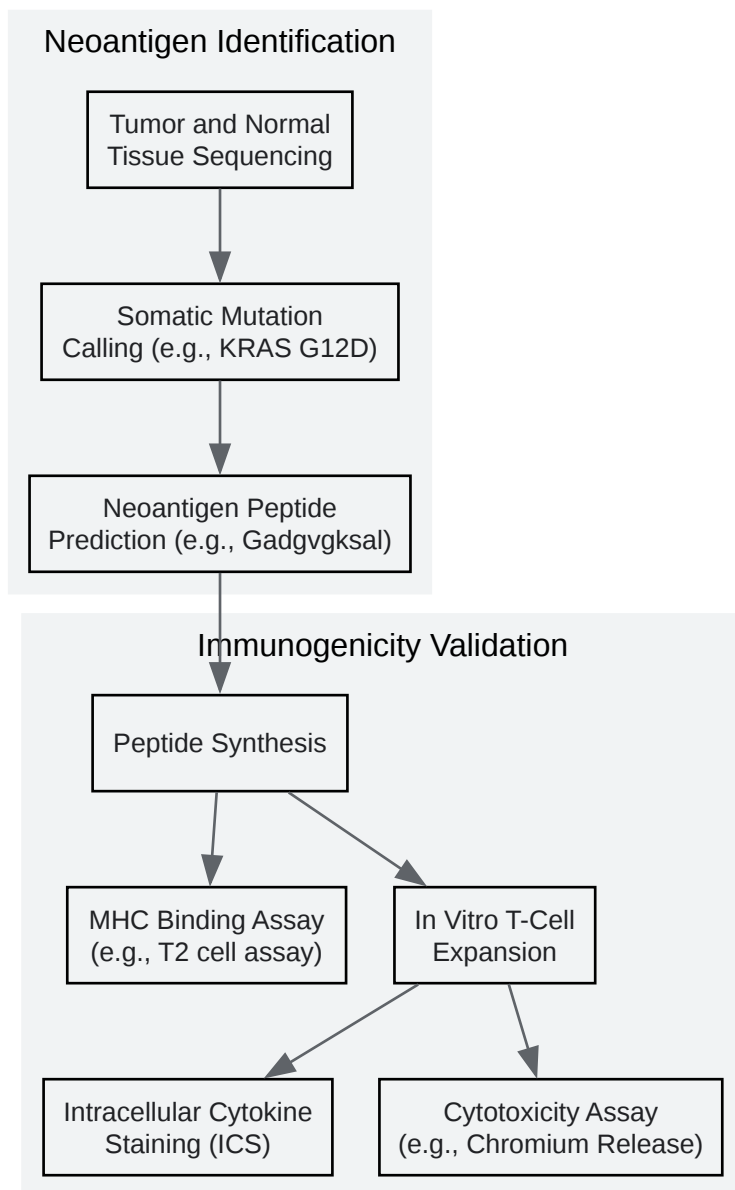 Neoantigen Identification
Tumor and Normal
Tissue Sequencing
Somatic Mutation
Calling (e.g., KRAS G12D)
Neoantigen Peptide
Prediction (e.g., Gadgvgksal)
Immunogenicity Validation
Peptide Synthesis
MHC Binding Assay
(e.g., T2 cell assay)
In Vitro T-Cell
Expansion
Intracellular Cytokine
Staining (ICS)
Cytotoxicity Assay
(e.g., Chromium Release)